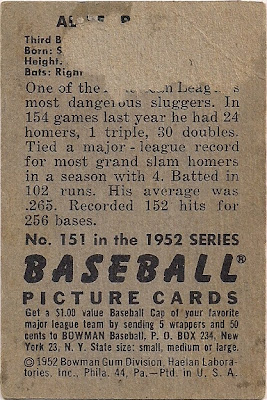 Third B
Born: S
Height.
Bats: Right
One of the American League's
most dangerous sluggers. In
154 games last year he had 24
homers, 1 triple, 30 doubles.
Tied a major-league record
for most grand slam homers
in a season with 4. Batted in
102 runs. His average was
.265. Recorded 152 hits for
256 bases.
No. 151 in the 1952 SERIES
BASEBALL®
PICTURE CARDS
Get a $1.00 value Baseball Cap of your favorite
major league team by sending 5 wrappers and 50
cents to BOWMAN Baseball, P. O. BOX 234, New
York 23, N. Y. State size: small, medium or large.
©1952 Bowman Gum Division, Haelan Labora-
tories, Inc., Phila. 44, Pa.—Ptd. in U. S. A.